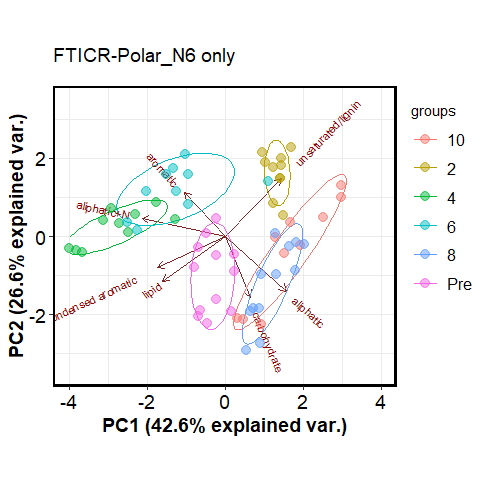 FTICR-Polar_N6 only
groups
10
2
4
6
8
Pre
unsaturated/lignin
aromatic
aliphatic+N
ondensed aromatic
lipid
aliphatic
carbohydrate
2
0
-2
-4
-2
0
2
4
PC1 (42.6% explained var.)
PC2 (26.6% explained var.)